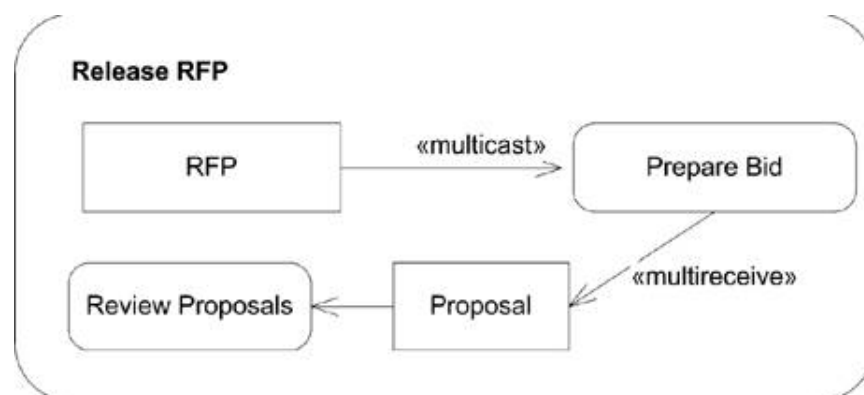 Release RFP
RFP
«multicast»
Prepare Bid
«multireceive»
Review Proposals
Proposal